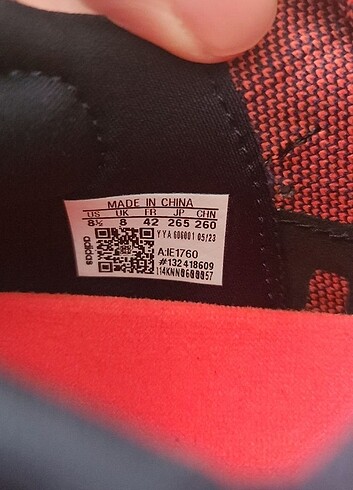 MADE IN CHINA
US UK FR JP CHN
8½ 8 42 265 260
YYA 606001 05/23
adidas
A:IE1760
#132418609